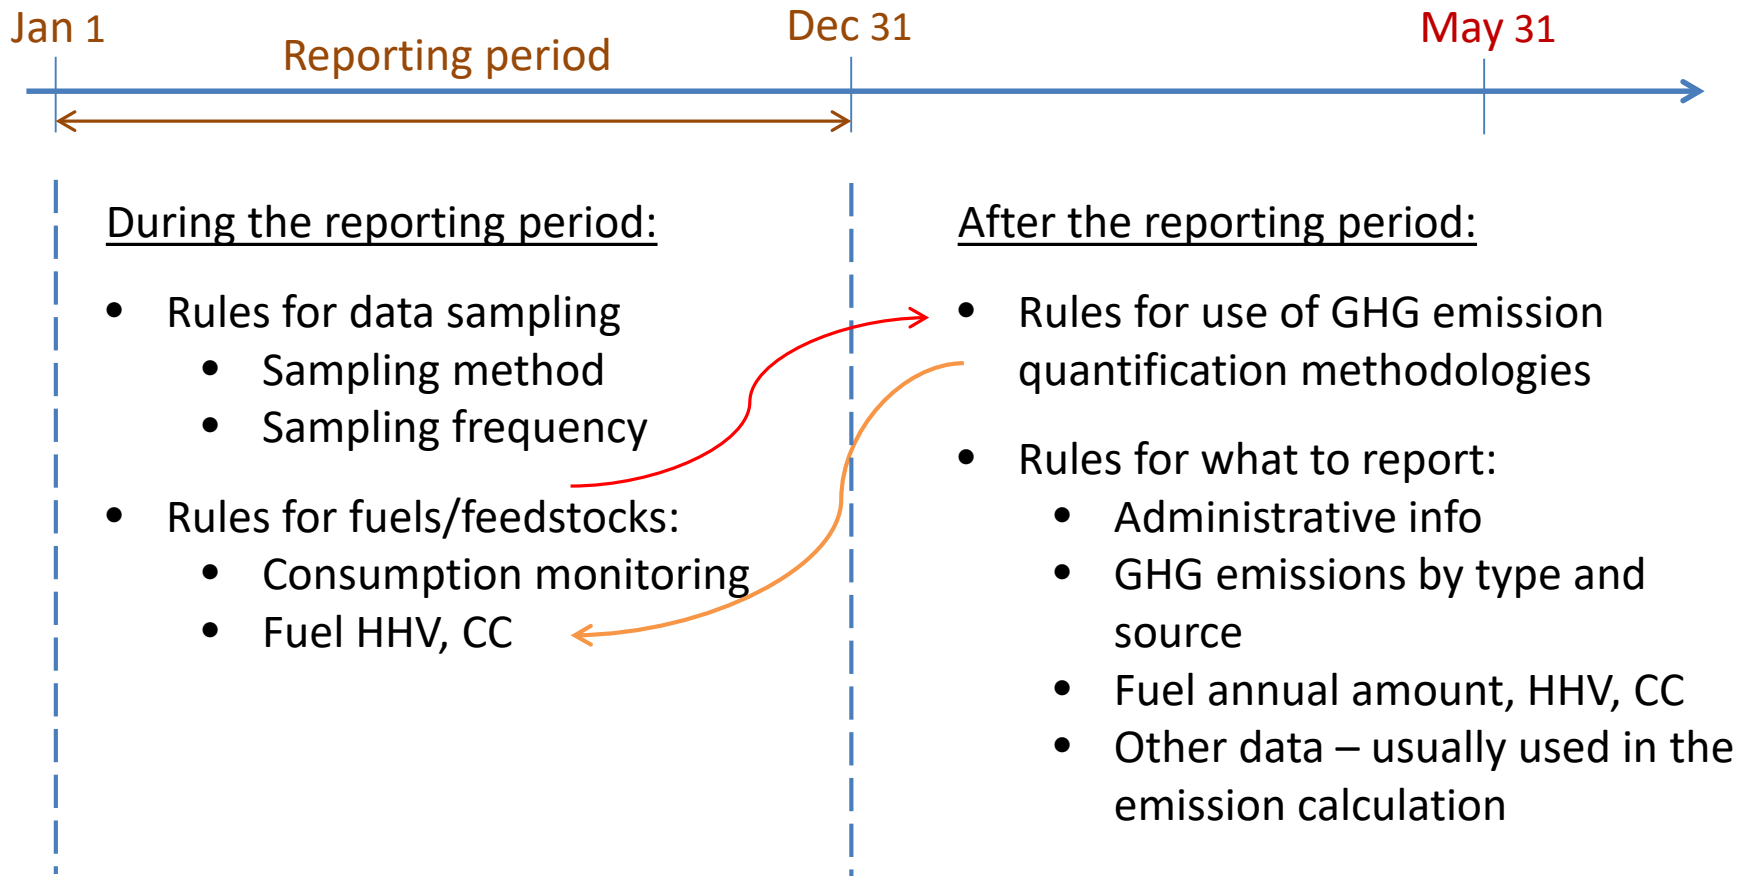 Jan 1
Reporting period
Dec 31
May 31
During the reporting period:
• Rules for data sampling
• Sampling method
• Sampling frequency
• Rules for fuels/feedstocks:
• Consumption monitoring
• Fuel HHV, CC
After the reporting period:
• Rules for use of GHG emission
quantification methodologies
• Rules for what to report:
• Administrative info
• GHG emissions by type and
source
• Fuel annual amount, HHV, CC
• Other data – usually used in the
emission calculation